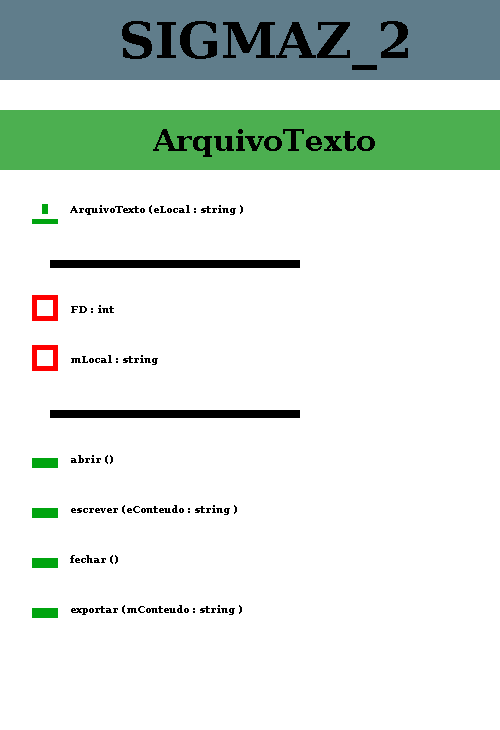 SIGMAZ_2
ArquivoTexto
ArquivoTexto ( eLocal : string )
FD : int
mLocal : string
abrir ()
escrever ( eConteudo : string )
fechar ()
exportar ( mConteudo : string )